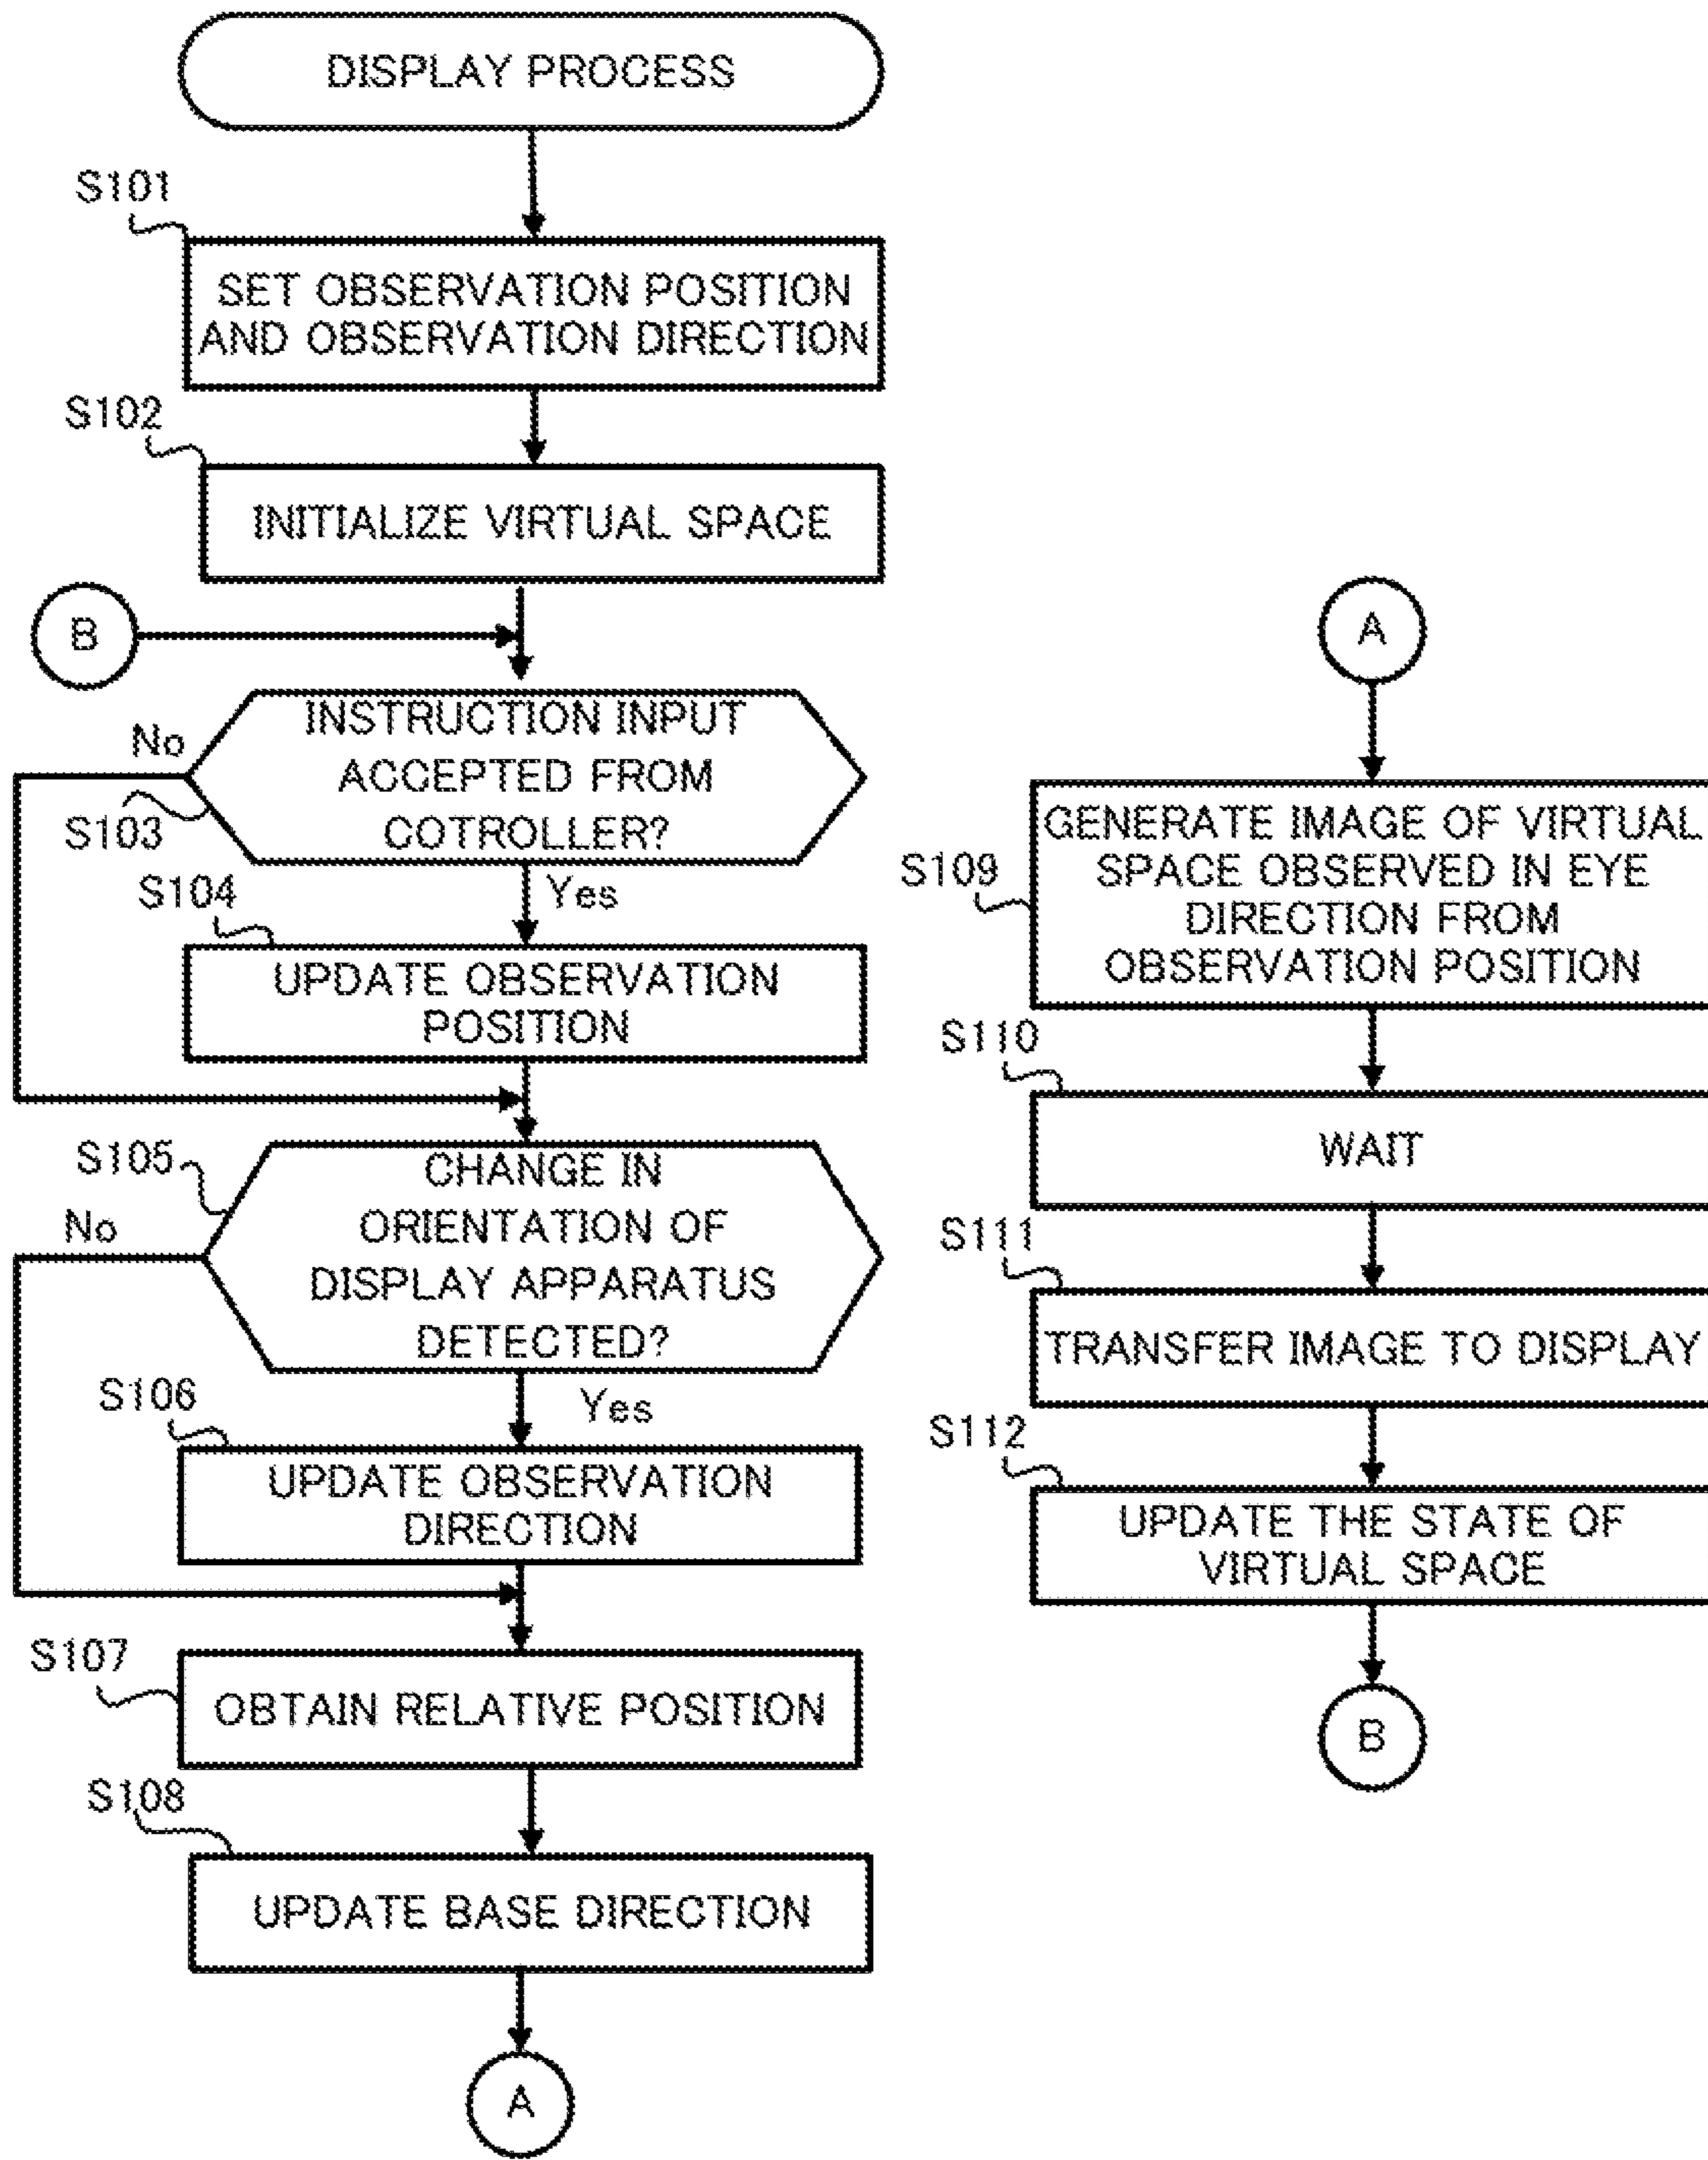 DISPLAY PROCESS
S101
SET OBSERVATION POSITION
AND OBSERVATION DIRECTION
S102
INITIALIZE VIRTUAL SPACE
B
No
INSTRUCTION INPUT
ACCEPTED FROM
COTROLLER?
S103
Yes
S104
UPDATE OBSERVATION
POSITION
S105
No
CHANGE IN
ORIENTATION OF
DISPLAY APPARATUS
DETECTED?
Yes
S106
UPDATE OBSERVATION
DIRECTION
S107
OBTAIN RELATIVE POSITION
S108
UPDATE BASE DIRECTION
A
A
S109
GENERATE IMAGE OF VIRTUAL
SPACE OBSERVED IN EYE
DIRECTION FROM
OBSERVATION POSITION
S110
WAIT
S111
TRANSFER IMAGE TO DISPLAY
S112
UPDATE THE STATE OF
VIRTUAL SPACE
B